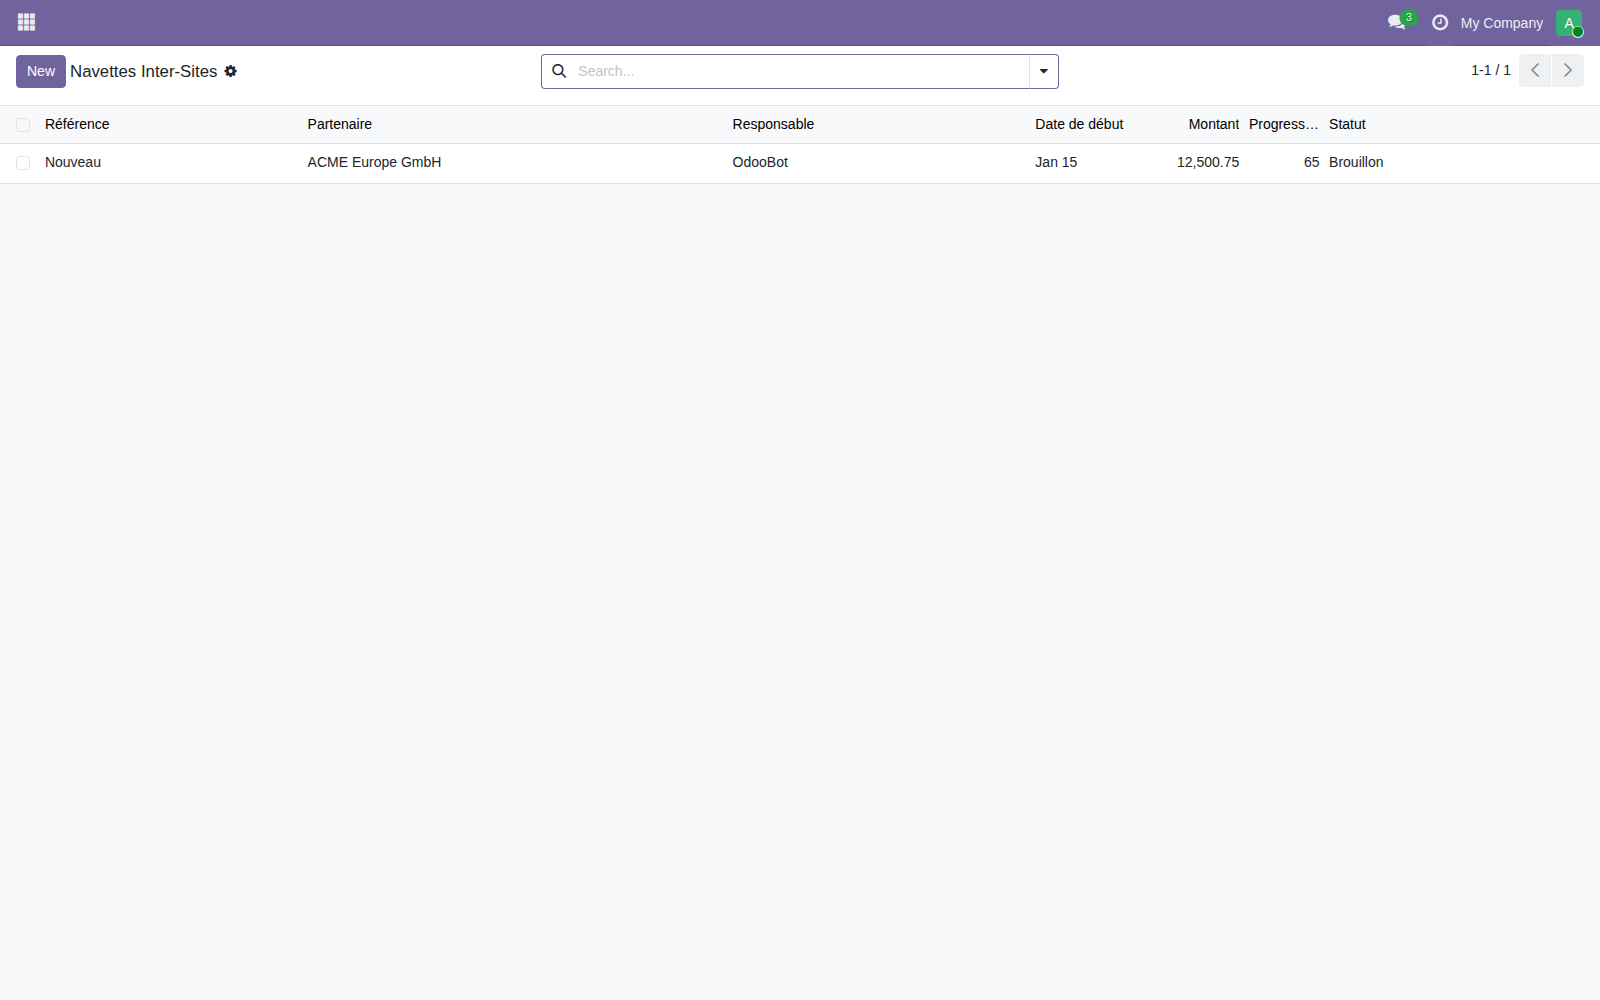 3 My Company A
New Navettes Inter-Sites Search... 1-1 / 1
Référence Partenaire Responsable Date de début Montant Progress… Statut
Nouveau ACME Europe GmbH OdooBot Jan 15 12,500.75 65 Brouillon